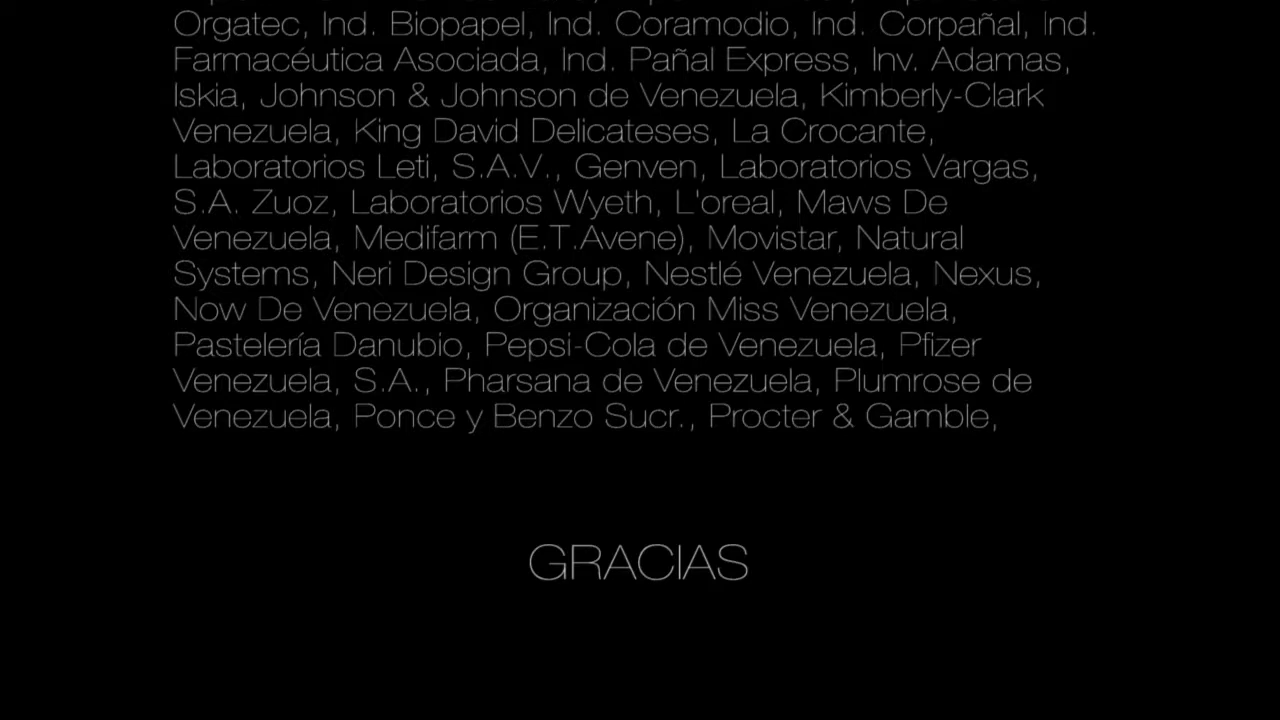 Orgatec, Ind. Biopapel, Ind. Coramodio, Ind. Corpañal, Ind.
Farmacéutica Asociada, Ind. Pañal Express, Inv. Adamas,
Iskia, Johnson & Johnson de Venezuela, Kimberly-Clark
Venezuela, King David Delicateses, La Crocante,
Laboratorios Leti, S.A.V., Genven, Laboratorios Vargas,
S.A. Zuoz, Laboratorios Wyeth, L'oreal, Maws De
Venezuela, Medifarm (E.T.Avene), Movistar, Natural
Systems, Neri Design Group, Nestlé Venezuela, Nexus,
Now De Venezuela, Organización Miss Venezuela,
Pastelería Danubio, Pepsi-Cola de Venezuela, Pfizer
Venezuela, S.A., Pharsana de Venezuela, Plumrose de
Venezuela, Ponce y Benzo Sucr., Procter & Gamble,
GRACIAS